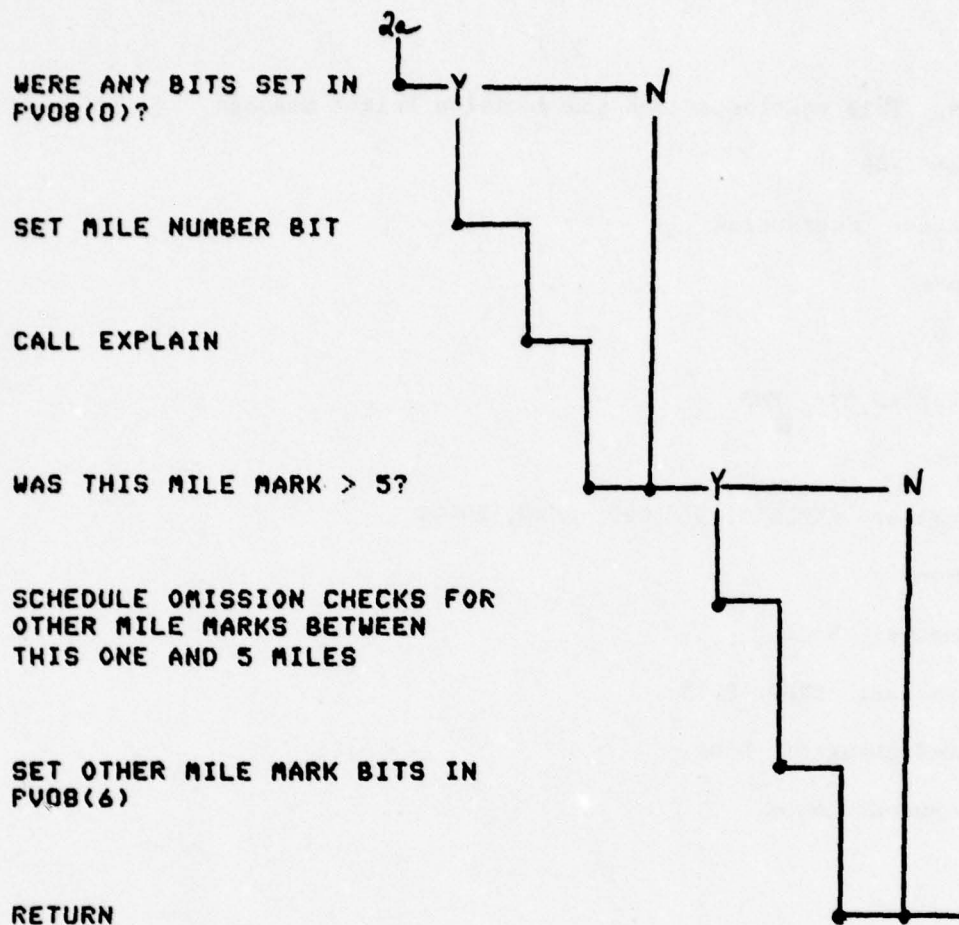 2a
WERE ANY BITS SET IN Y N
PV08(0)?
SET MILE NUMBER BIT
CALL EXPLAIN
WAS THIS MILE MARK > 5? Y N
SCHEDULE OMISSION CHECKS FOR
OTHER MILE MARKS BETWEEN
THIS ONE AND 5 MILES
SET OTHER MILE MARK BITS IN
PV08(6)
RETURN